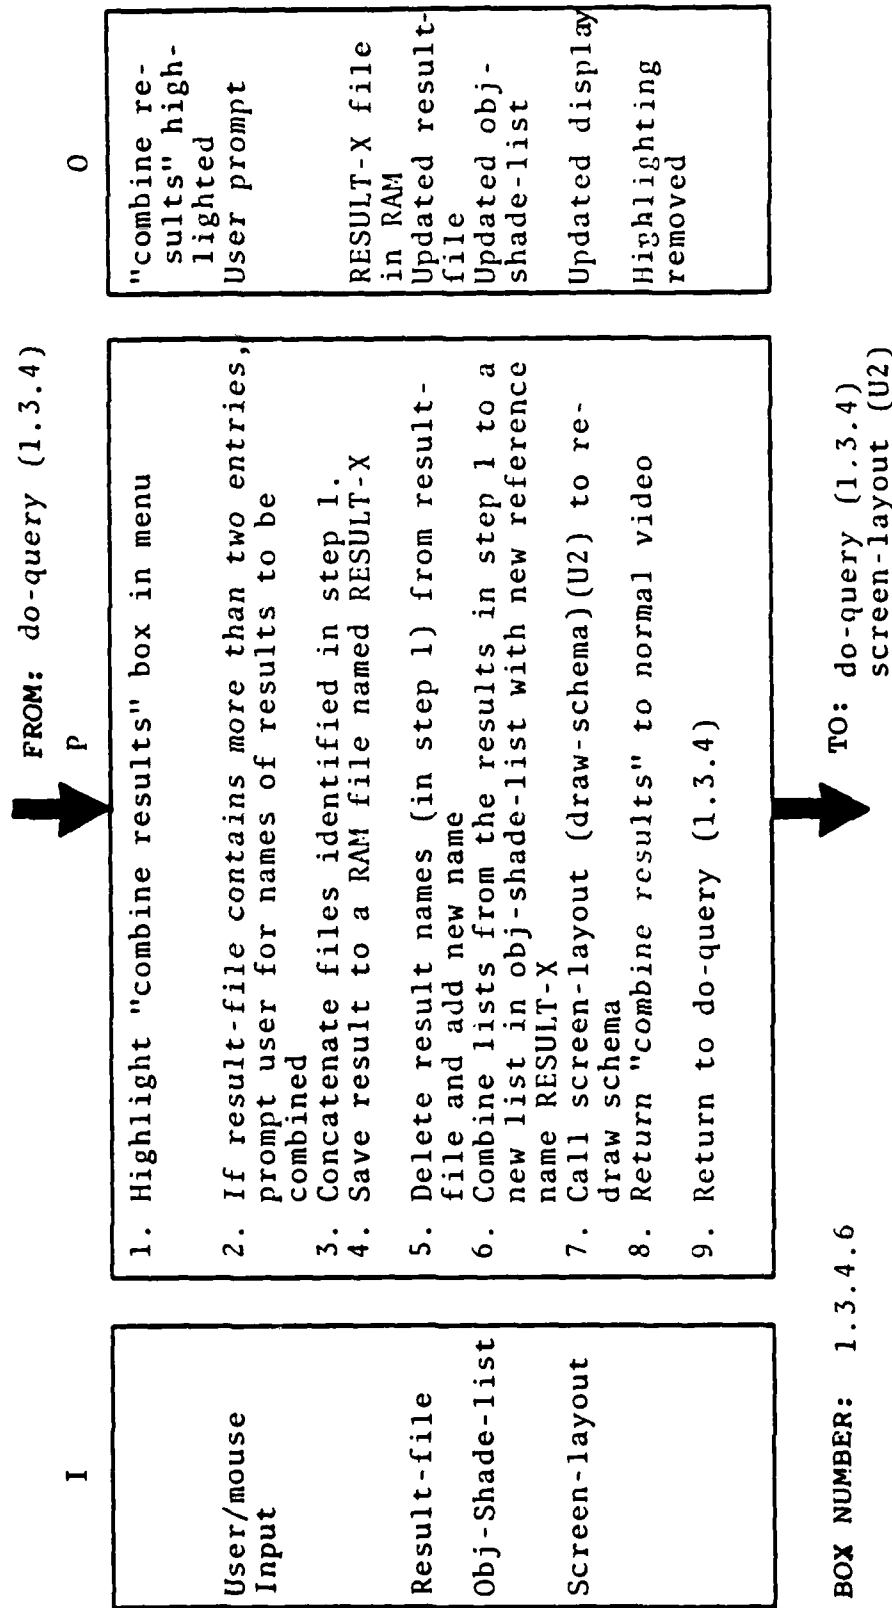 FROM: do-query (1.3.4)
I
P
O
User/mouse
Input
Result-file
Obj-Shade-list
Screen-layout
1. Highlight "combine results" box in menu
2. If result-file contains more than two entries,
prompt user for names of results to be
combined
3. Concatenate files identified in step 1.
4. Save result to a RAM file named RESULT-X
5. Delete result names (in step 1) from result-
file and add new name
6. Combine lists from the results in step 1 to a
new list in obj-shade-list with new reference
name RESULT-X
7. Call screen-layout (draw-schema)(U2) to re-
draw schema
8. Return "combine results" to normal video
9. Return to do-query (1.3.4)
"combine re-
sults" high-
lighted
User prompt
RESULT-X file
in RAM
Updated result-
file
Updated obj-
shade-list
Updated display
Highlighting
removed
BOX NUMBER: 1.3.4.6
TO: do-query (1.3.4)
screen-layout (U2)